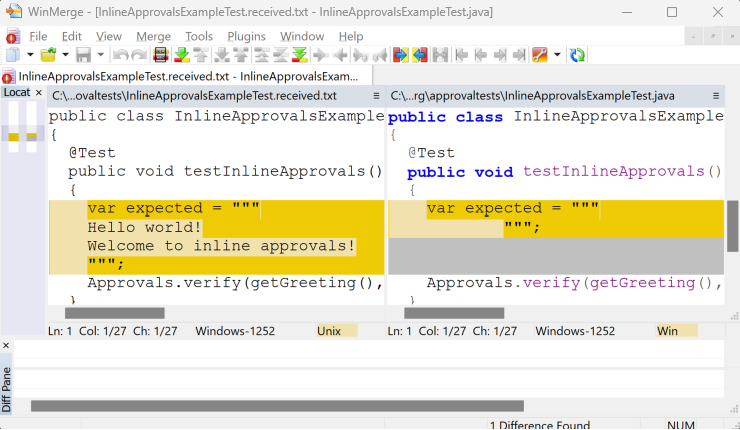 WinMerge - [InlineApprovalsExampleTest.received.txt - InlineApprovalsExampleTest.java]
File Edit View Merge Tools Plugins Window Help
InlineApprovalsExampleTest.received.txt - InlineApprovalsExam...
Locat ×
C:\...ovaltests\InlineApprovalsExampleTest.received.txt
C:\...rg\approvaltests\InlineApprovalsExampleTest.java
public class InlineApprovalsExample
{
@Test
public void testInlineApprovals()
{
var expected = """
Hello world!
Welcome to inline approvals!
""";
Approvals.verify(getGreeting(),
}
public class InlineApprovalsExample
{
@Test
public void testInlineApprovals()
{
var expected = """
""";
Approvals.verify(getGreeting(),
}
Ln: 1 Col: 1/27 Ch: 1/27 Windows-1252 Unix
Ln: 1 Col: 1/27 Ch: 1/27 Windows-1252 Win
Diff Pane
1 Difference Found NUM